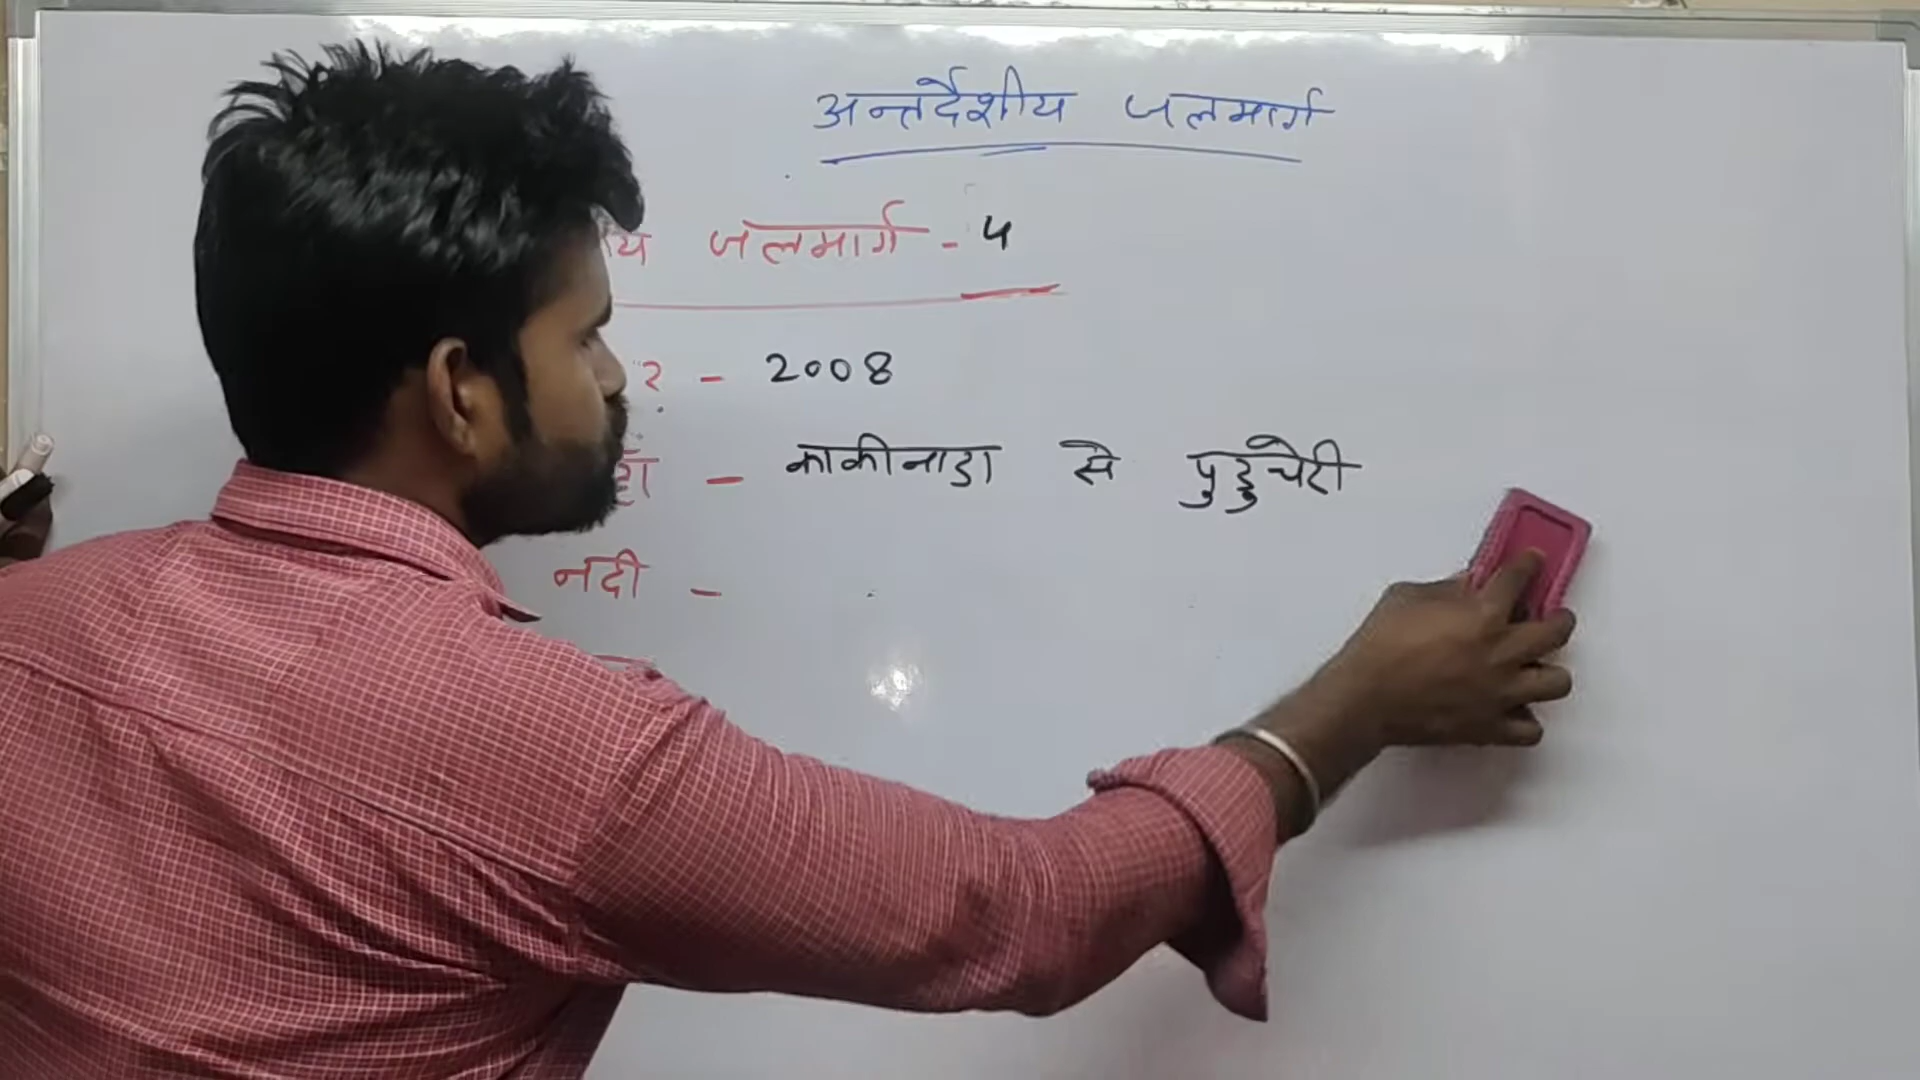 अन्तर्देशीय जलमार्ग
जलमार्ग - 4
- 2008
- काकीनाडा से पुडुचेरी
नदी -